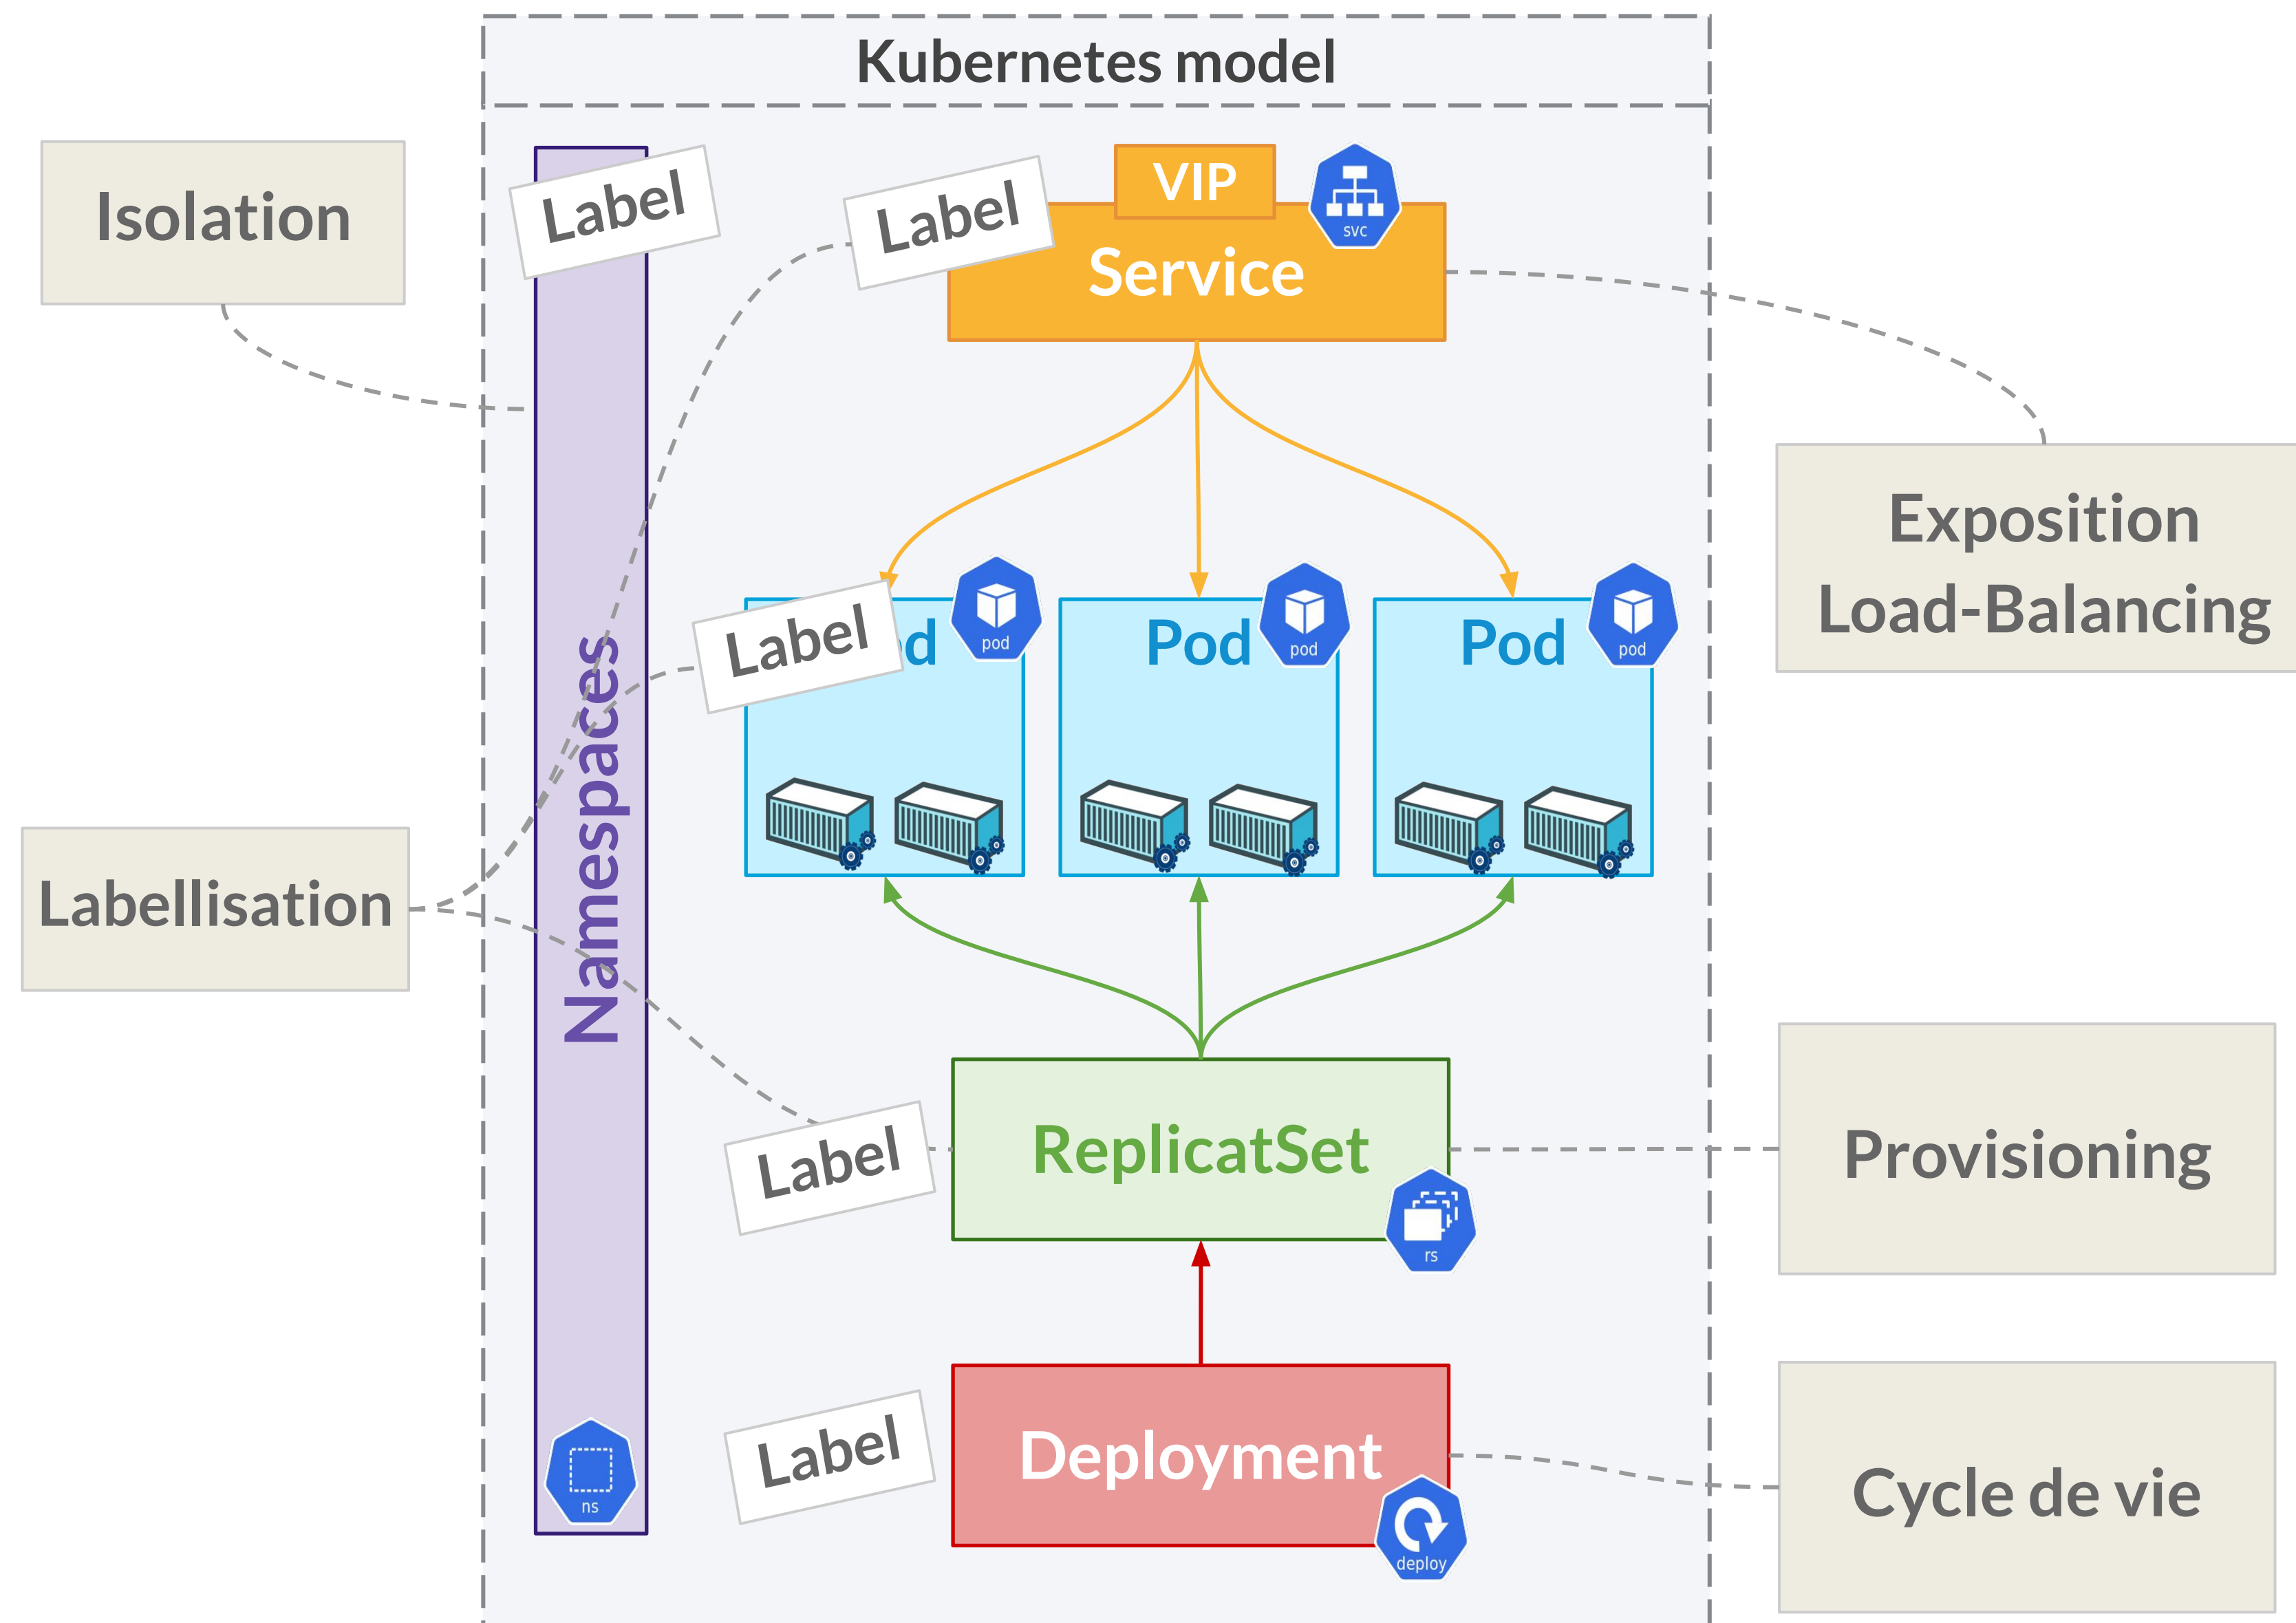 Kubernetes model
Isolation
Label
Label
VIP
svc
Service
Exposition
Load-Balancing
Label
od
pod
Pod
pod
Pod
pod
Namespaces
Labellisation
Label
ReplicatSet
rs
Provisioning
Label
Deployment
deploy
Cycle de vie
ns